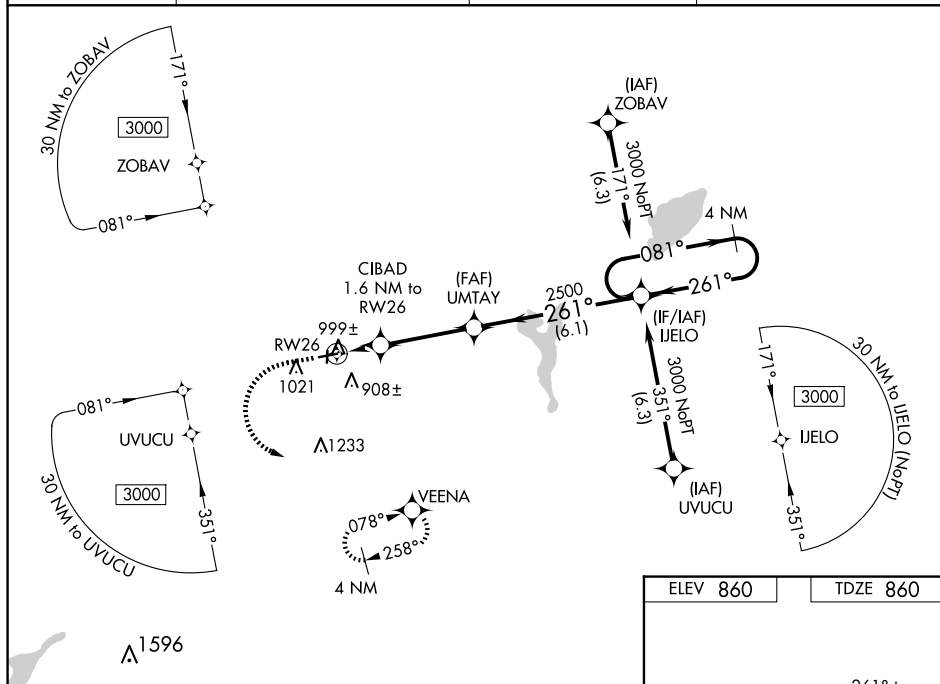 30 NM to ZOBAV
171°
3000
ZOBAV
081°
(IAF)
ZOBAV
3000 NoPT
171°
(6.3)
4 NM
081°
261°
CIBAD
1.6 NM to
RW26
(FAF)
UMTAY
2500
261°
(6.1)
(IF/IAF)
IJELO
RW26
999±
1021
908±
1233
3000 NoPT
351°
(6.3)
(IAF)
UVUCU
171°
30 NM to IJELO (NoPT)
3000
IJELO
351°
081°
UVUCU
3000
30 NM to UVUCU
351°
VEENA
078°
258°
4 NM
1596
ELEV 860
TDZE 860